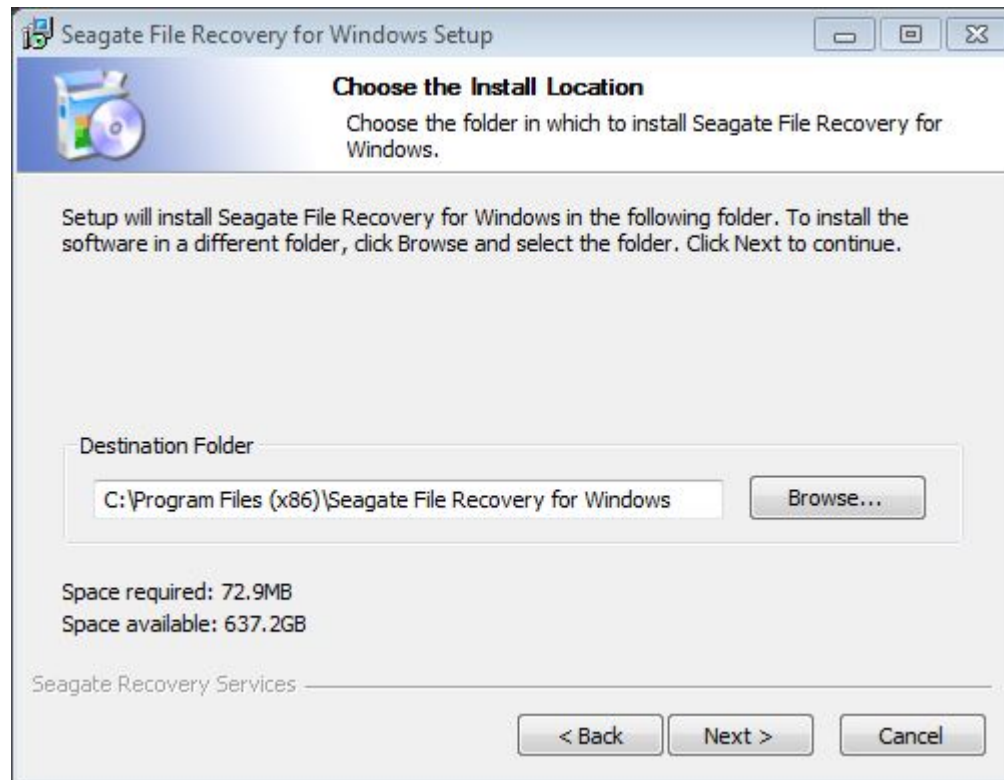 Seagate File Recovery for Windows Setup
Choose the Install Location
Choose the folder in which to install Seagate File Recovery for
Windows.
Setup will install Seagate File Recovery for Windows in the following folder. To install the
software in a different folder, click Browse and select the folder. Click Next to continue.
Destination Folder
C:\Program Files (x86)\Seagate File Recovery for Windows
Browse...
Space required: 72.9MB
Space available: 637.2GB
Seagate Recovery Services
< Back
Next >
Cancel